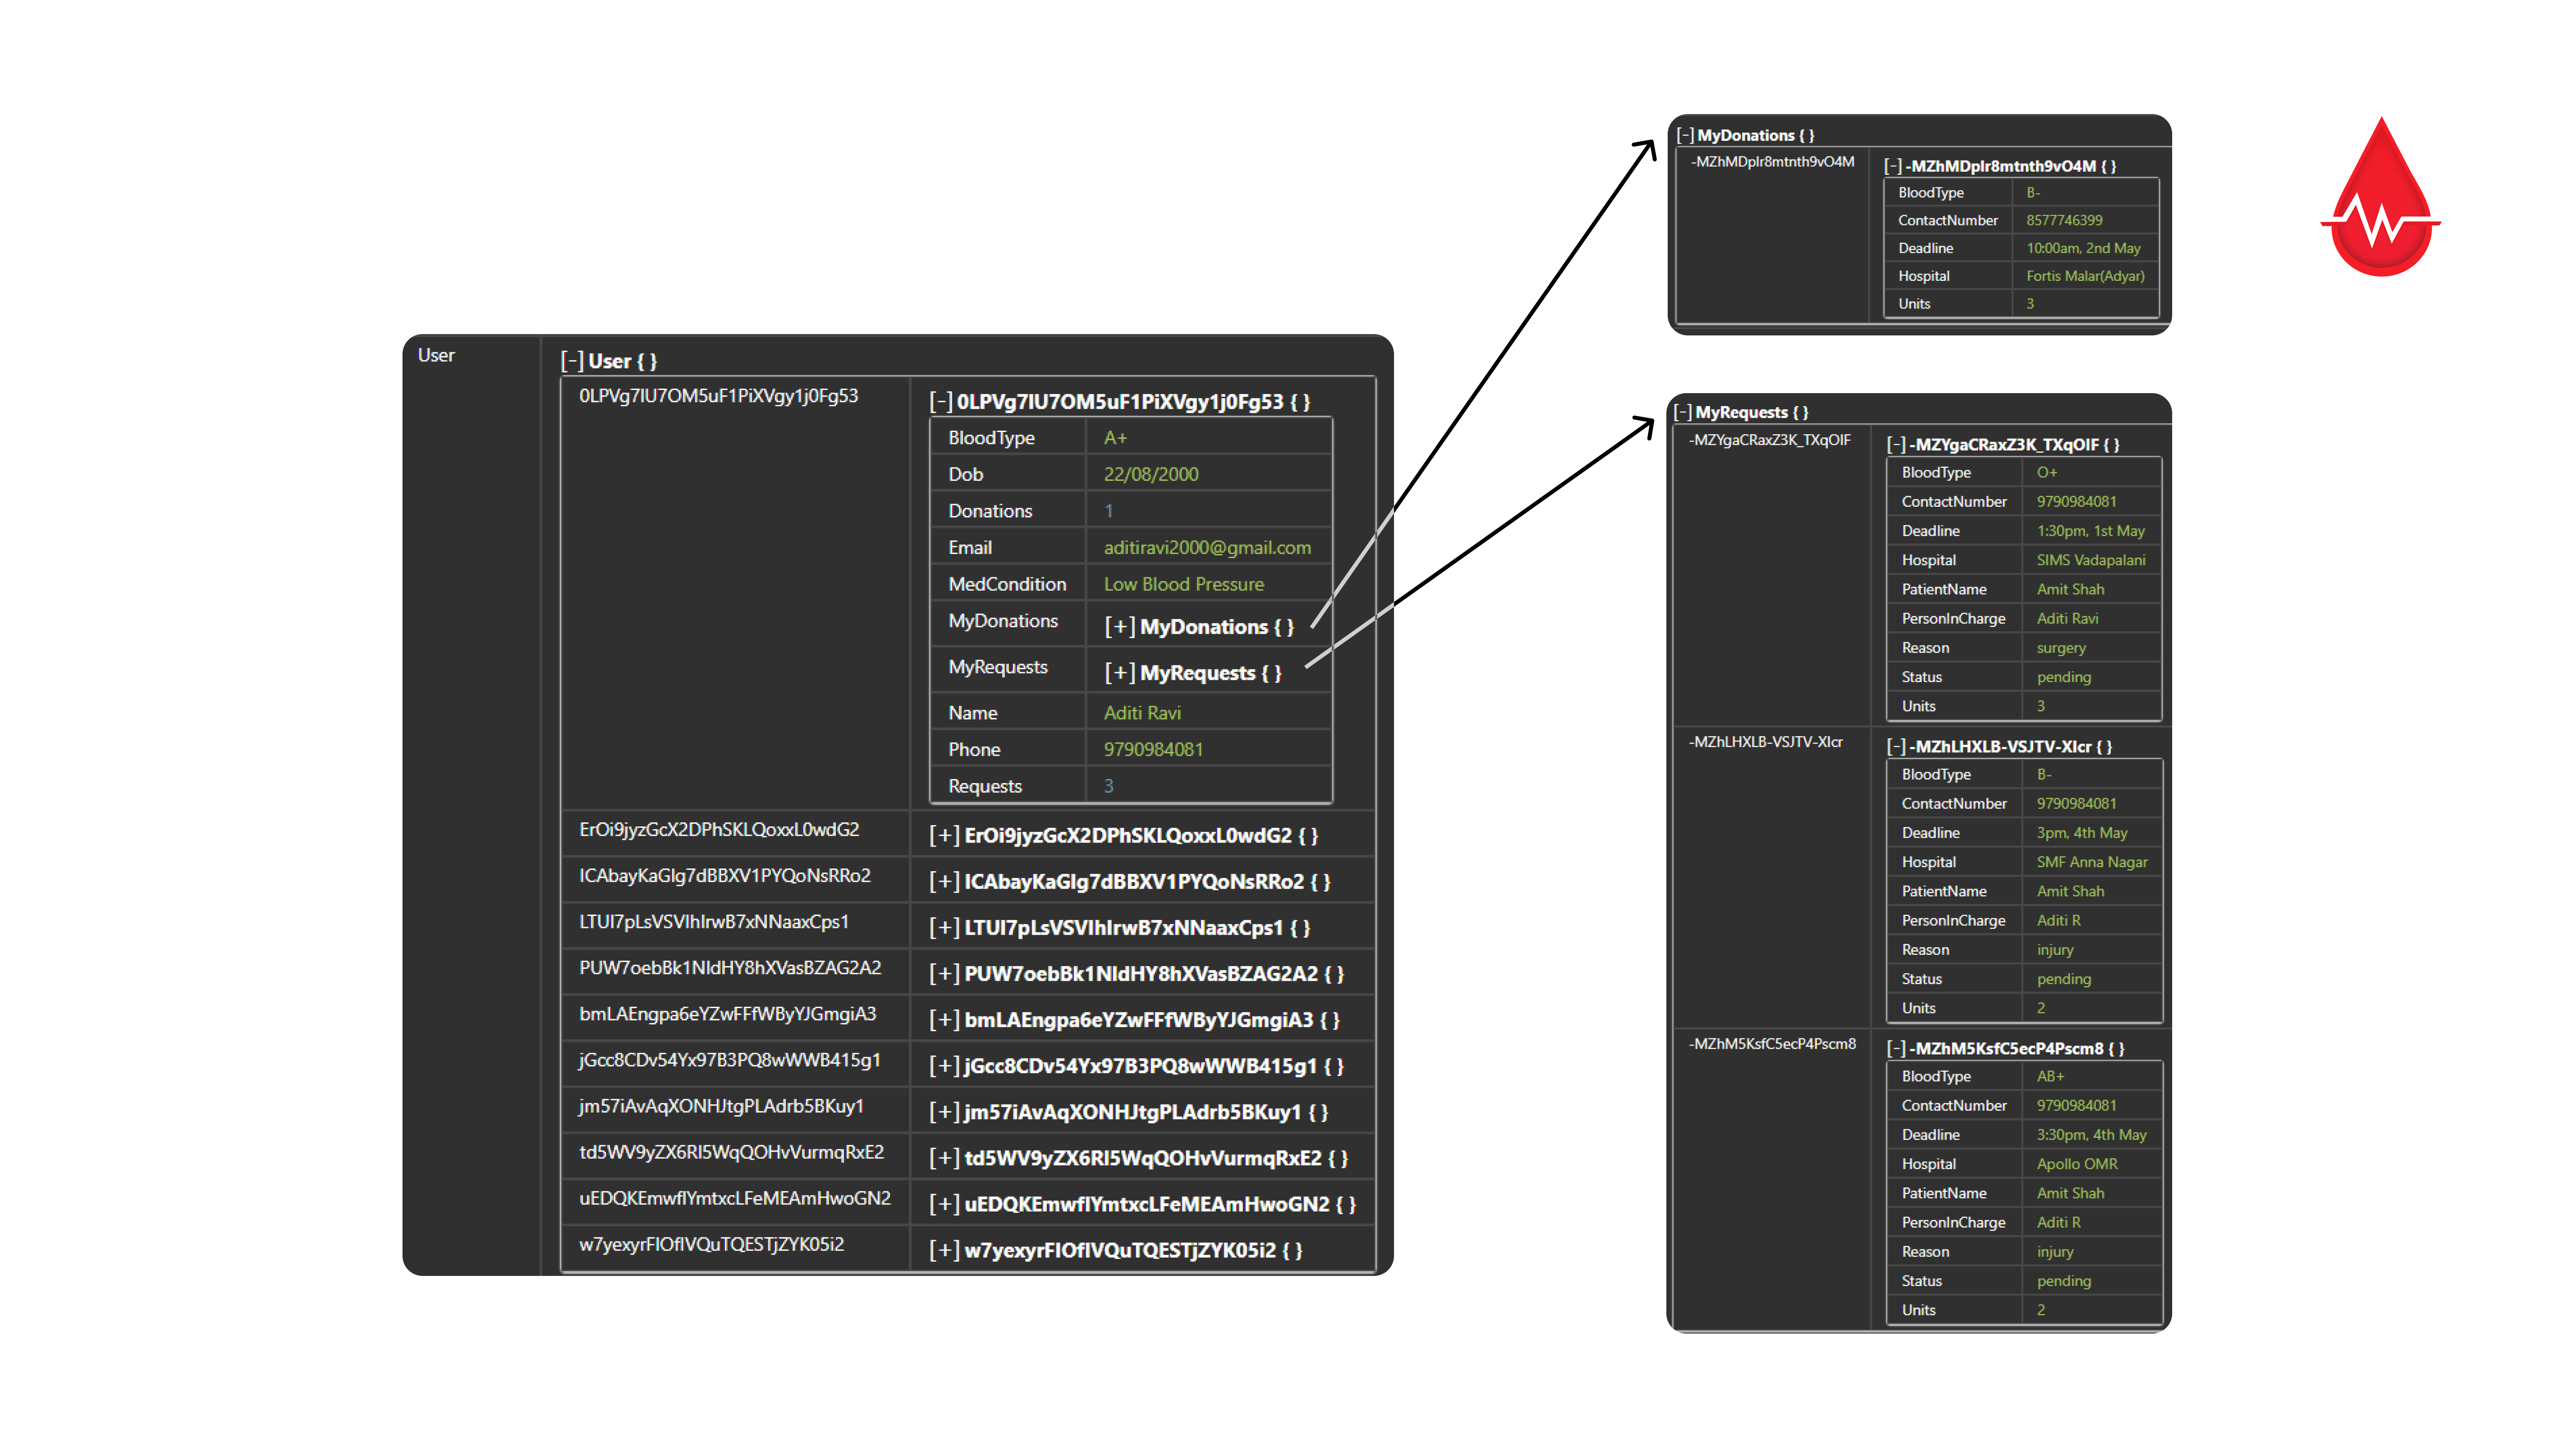 User
[-] User { }
0LPVg7IU7OM5uF1PiXVgy1j0Fg53
[-] 0LPVg7IU7OM5uF1PiXVgy1j0Fg53 { }
BloodType A+
Dob 22/08/2000
Donations 1
Email aditiravi2000@gmail.com
MedCondition Low Blood Pressure
MyDonations [+] MyDonations { }
MyRequests [+] MyRequests { }
Name Aditi Ravi
Phone 9790984081
Requests 3
ErOi9jyzGcX2DPhSKLQoxxL0wdG2 [+] ErOi9jyzGcX2DPhSKLQoxxL0wdG2 { }
ICAbayKaGlg7dBBXV1PYQoNsRRo2 [+] ICAbayKaGlg7dBBXV1PYQoNsRRo2 { }
LTUI7pLsVSVIhIrwB7xNNaaxCps1 [+] LTUI7pLsVSVIhIrwB7xNNaaxCps1 { }
PUW7oebBk1NIdHY8hXVasBZAG2A2 [+] PUW7oebBk1NIdHY8hXVasBZAG2A2 { }
bmLAEngpa6eYZwFFfWByYJGmgiA3 [+] bmLAEngpa6eYZwFFfWByYJGmgiA3 { }
jGcc8CDv54Yx97B3PQ8wWWB415g1 [+] jGcc8CDv54Yx97B3PQ8wWWB415g1 { }
jm57iAvAqXONHJtgPLAdrb5BKuy1 [+] jm57iAvAqXONHJtgPLAdrb5BKuy1 { }
td5WV9yZX6RI5WqQOHvVurmqRxE2 [+] td5WV9yZX6RI5WqQOHvVurmqRxE2 { }
uEDQKEmwflYmtxcLFeMEAmHwoGN2 [+] uEDQKEmwflYmtxcLFeMEAmHwoGN2 { }
w7yexyrFIOfIVQuTQESTjZYK05i2 [+] w7yexyrFIOfIVQuTQESTjZYK05i2 { }
[-] MyDonations { }
-MZhMDpIr8mtnth9vO4M [-] -MZhMDpIr8mtnth9vO4M { }
BloodType B-
ContactNumber 8577746399
Deadline 10:00am, 2nd May
Hospital Fortis Malar(Adyar)
Units 3
[-] MyRequests { }
-MZYgaCRaxZ3K_TXqOIF [-] -MZYgaCRaxZ3K_TXqOIF { }
BloodType O+
ContactNumber 9790984081
Deadline 1:30pm, 1st May
Hospital SIMS Vadapalani
PatientName Amit Shah
PersonInCharge Aditi Ravi
Reason surgery
Status pending
Units 3
-MZhLHXLB-VSJTV-XIcr [-] -MZhLHXLB-VSJTV-XIcr { }
BloodType B-
ContactNumber 9790984081
Deadline 3pm, 4th May
Hospital SMF Anna Nagar
PatientName Amit Shah
PersonInCharge Aditi R
Reason injury
Status pending
Units 2
-MZhM5KsfC5ecP4Pscm8 [-] -MZhM5KsfC5ecP4Pscm8 { }
BloodType AB+
ContactNumber 9790984081
Deadline 3:30pm, 4th May
Hospital Apollo OMR
PatientName Amit Shah
PersonInCharge Aditi R
Reason injury
Status pending
Units 2